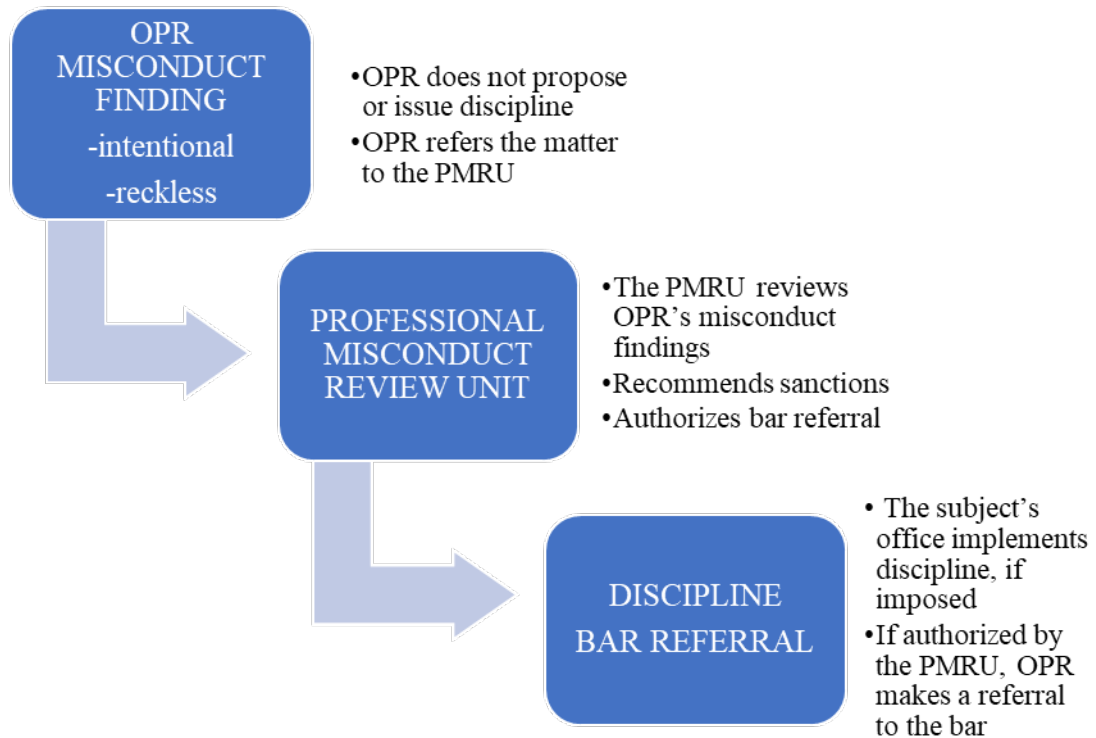 OPR
MISCONDUCT
FINDING
-intentional
-reckless
•OPR does not propose
or issue discipline
•OPR refers the matter
to the PMRU
PROFESSIONAL
MISCONDUCT
REVIEW UNIT
•The PMRU reviews
OPR’s misconduct
findings
•Recommends sanctions
•Authorizes bar referral
DISCIPLINE
BAR REFERRAL
• The subject’s
office implements
discipline, if
imposed
•If authorized by
the PMRU, OPR
makes a referral
to the bar